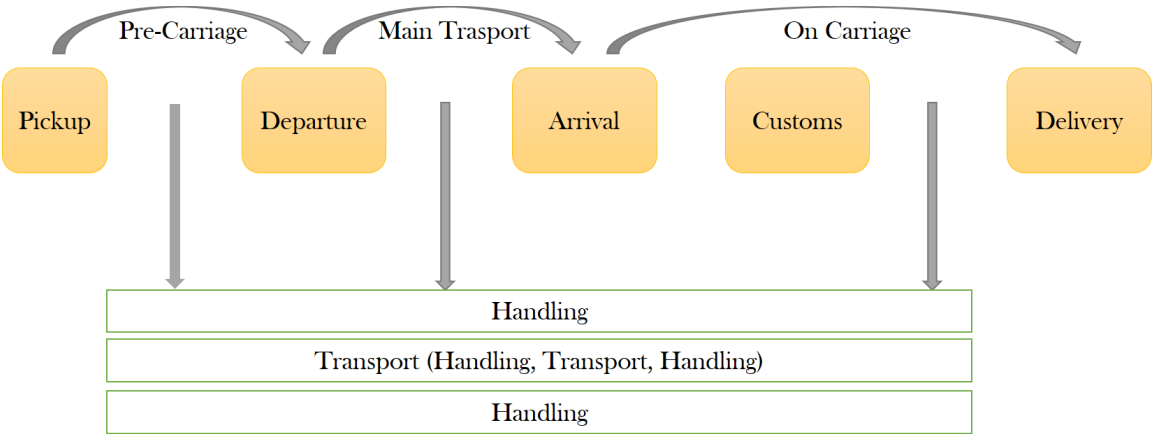 Pre-Carriage
Main Trasport
On Carriage
Pickup
Departure
Arrival
Customs
Delivery
Handling
Transport (Handling, Transport, Handling)
Handling